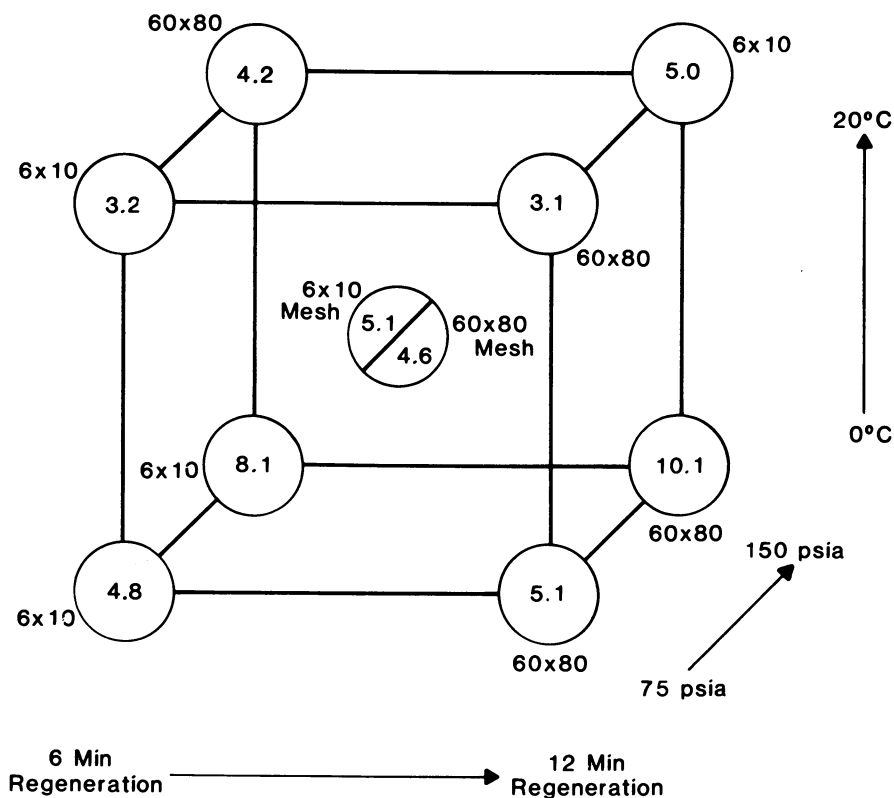 60x80
4.2
6x10
5.0
20°C
6x10
3.2
3.1
60x80
6x10
Mesh
5.1
4.6
60x80
Mesh
0°C
6x10
8.1
10.1
60x80
150 psia
4.8
6x10
5.1
60x80
75 psia
6 Min
Regeneration
12 Min
Regeneration